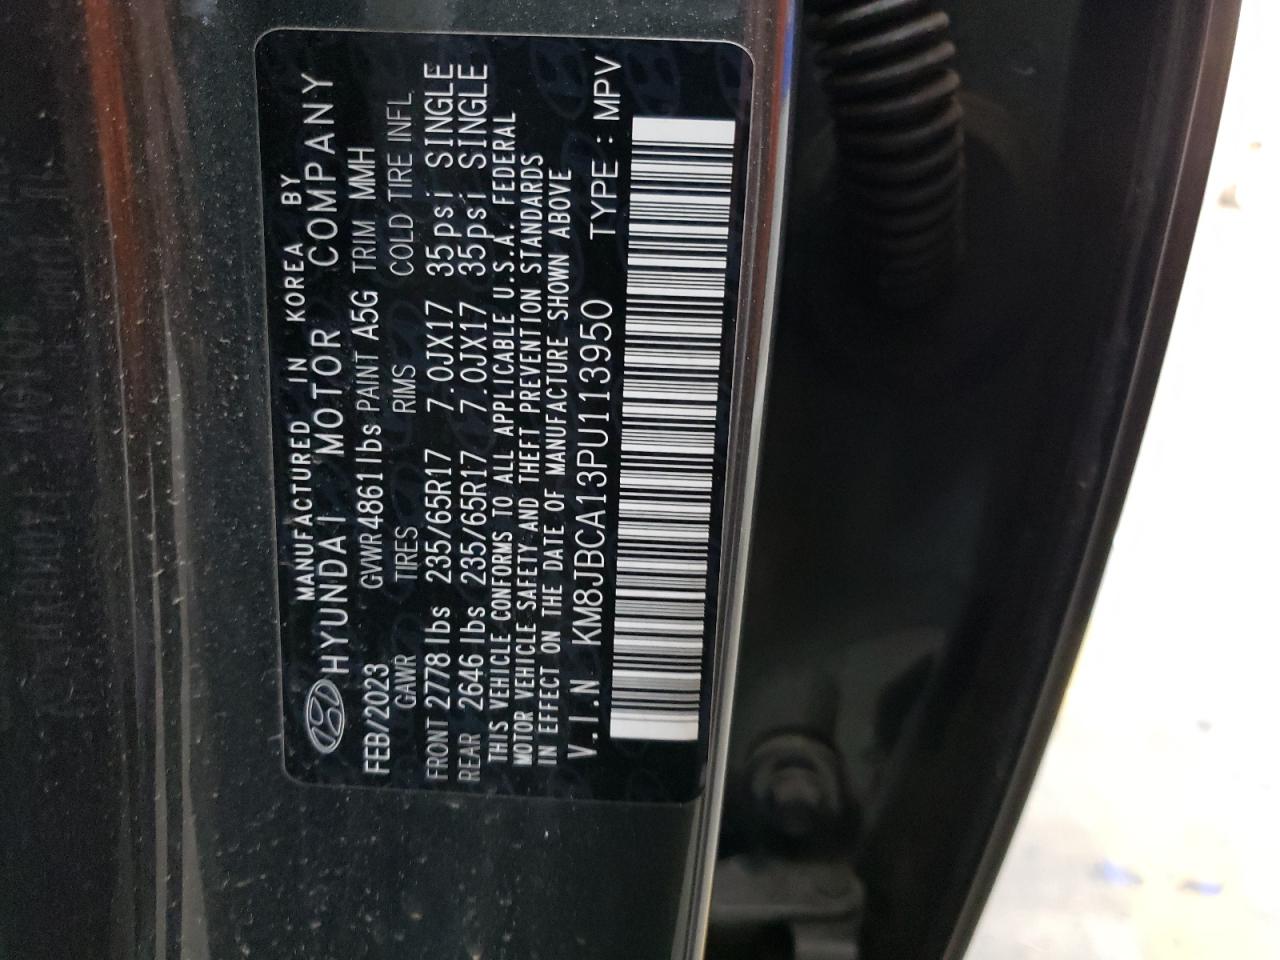 MANUFACTURED IN KOREA BY
HYUNDAI MOTOR COMPANY
FEB/2023 GVWR 4861 lbs PAINT A5G TRIM MMH
GAWR TIRES RIMS COLD TIRE INFL
FRONT 2778 lbs 235/65R17 7.0JX17 35psi SINGLE
REAR 2646 lbs 235/65R17 7.0JX17 35psi SINGLE
THIS VEHICLE CONFORMS TO ALL APPLICABLE U.S.A. FEDERAL
MOTOR VEHICLE SAFETY AND THEFT PREVENTION STANDARDS
IN EFFECT ON THE DATE OF MANUFACTURE SHOWN ABOVE
V.I.N KM8JBCA13PU113950 TYPE : MPV